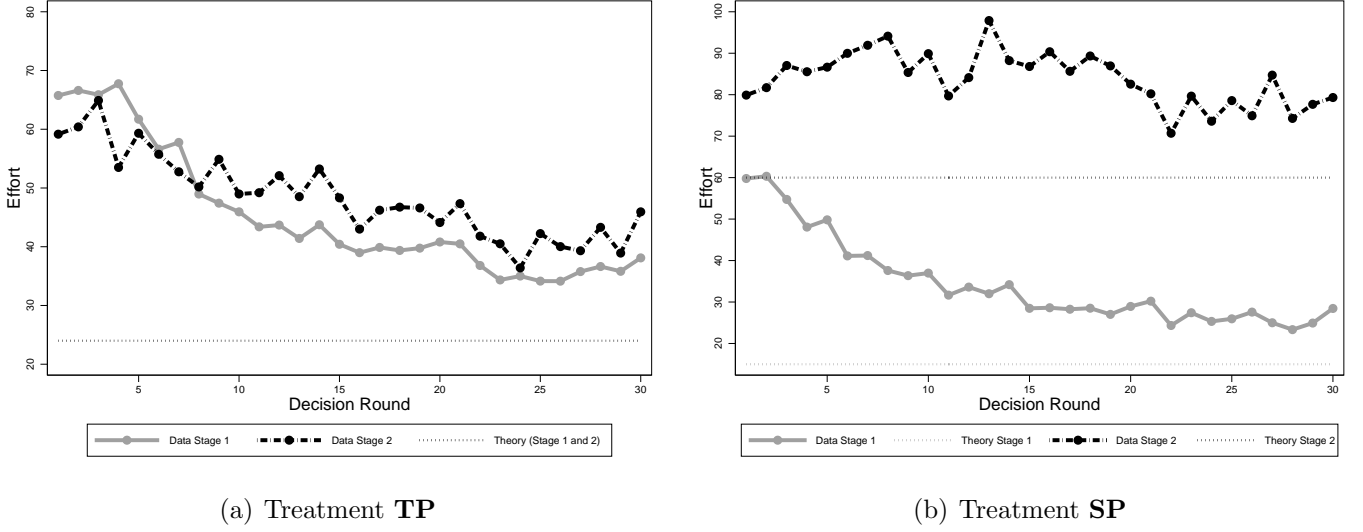 80
70
60
50
40
30
20
Effort
5 10 15 20 25 30
Decision Round
Data Stage 1 Data Stage 2 Theory (Stage 1 and 2)
(a) Treatment TP
100
90
80
70
60
50
40
30
20
Effort
5 10 15 20 25 30
Decision Round
Data Stage 1 Theory Stage 1 Data Stage 2 Theory Stage 2
(b) Treatment SP